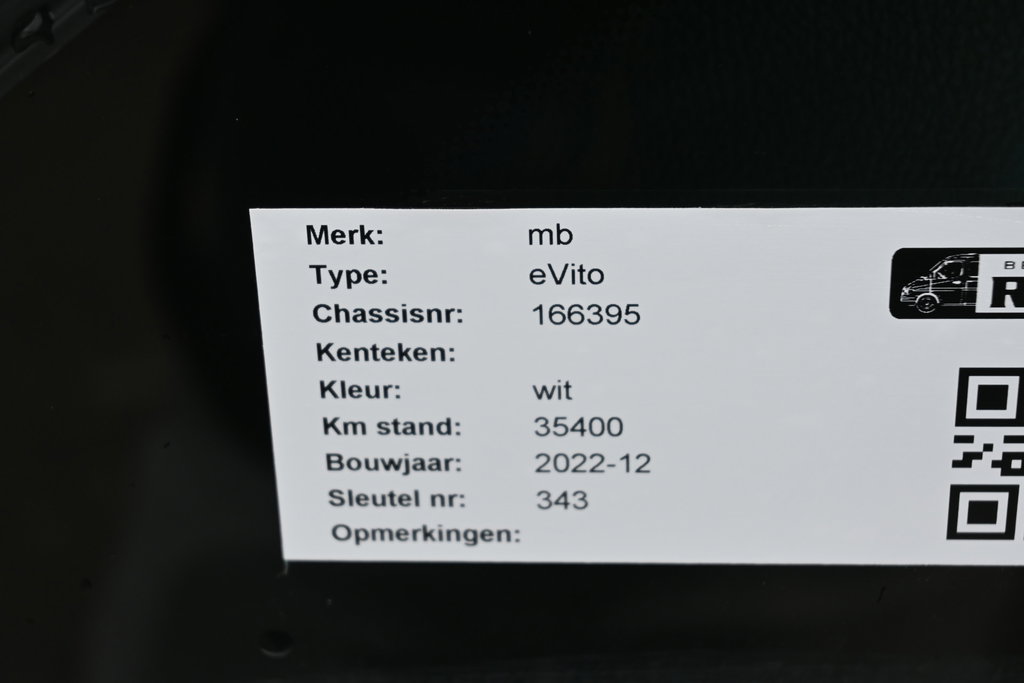 Merk: mb
Type: eVito
Chassisnr: 166395
Kenteken:
Kleur: wit
Km stand: 35400
Bouwjaar: 2022-12
Sleutel nr: 343
Opmerkingen: